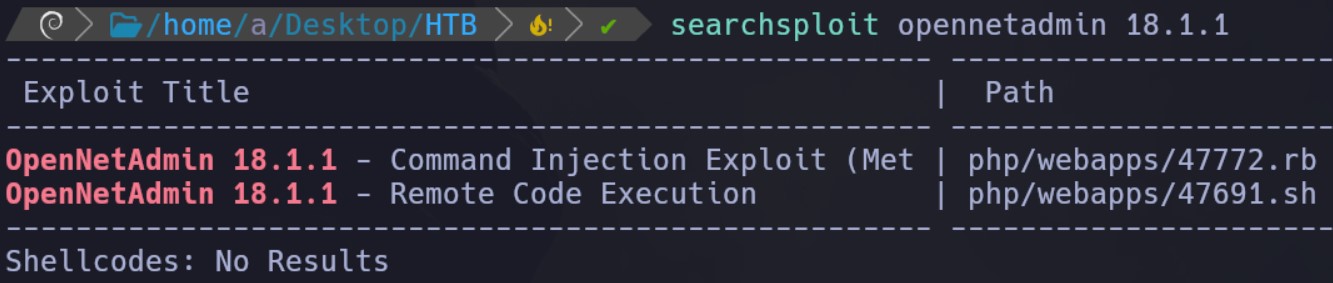 /home/a/Desktop/HTB ! ✔ searchsploit opennetadmin 18.1.1
---------------------------------------------------- ----------------------
Exploit Title | Path
---------------------------------------------------- ----------------------
OpenNetAdmin 18.1.1 - Command Injection Exploit (Met | php/webapps/47772.rb
OpenNetAdmin 18.1.1 - Remote Code Execution | php/webapps/47691.sh
---------------------------------------------------- ----------------------
Shellcodes: No Results